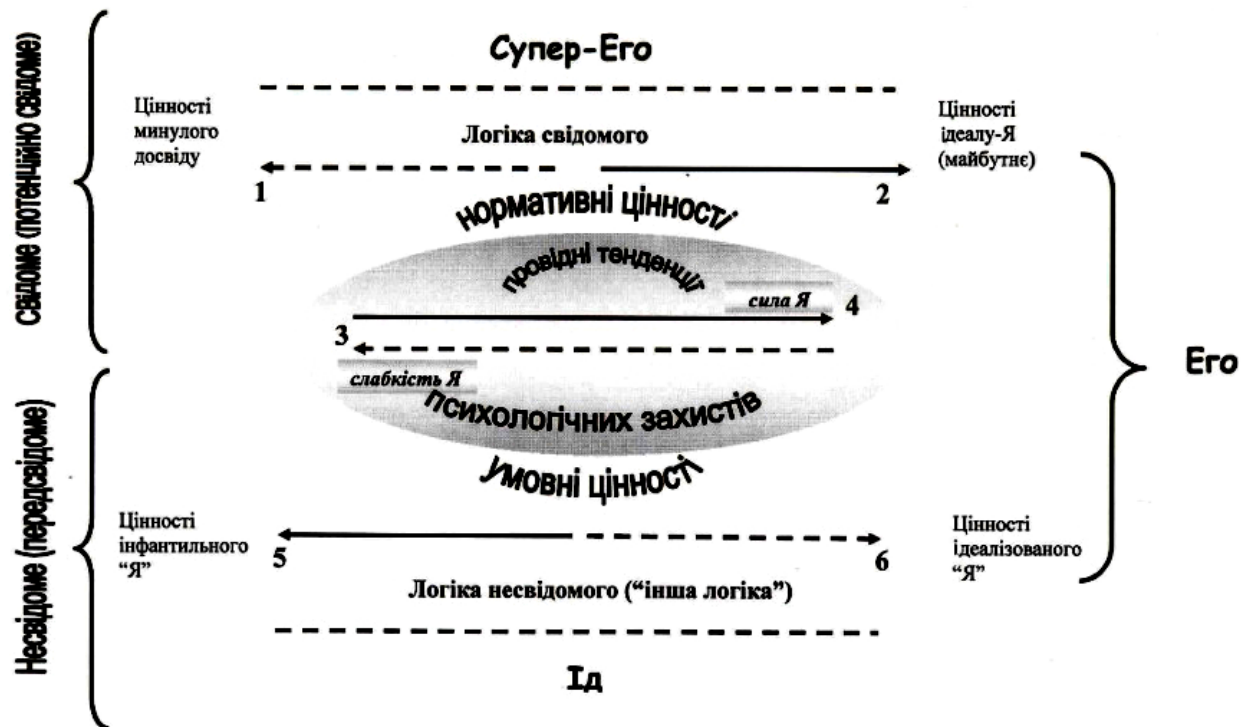 Супер-Его
свідоме (потенційно свідоме)
Цінності
минулого
досвіду
Логіка свідомого
Цінності
ідеалу-Я
(майбутнє)
1
2
нормативні цінності
провідні тенденції
сила Я
4
3
слабкість Я
психологічних захистів
умовні цінності
Его
Несвідоме (передсвідоме)
Цінності
інфантильного
“Я”
5
6
Цінності
ідеалізованого
“Я”
Логіка несвідомого (“інша логіка”)
Ід